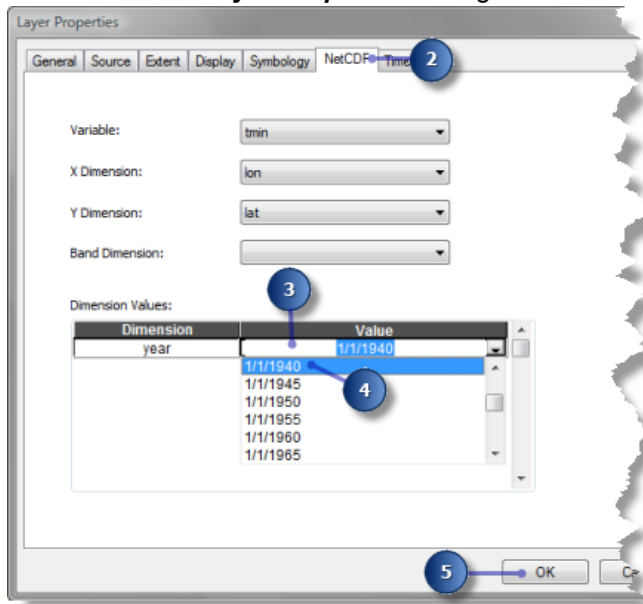 Layer Properties
General Source Extent Display Symbology NetCDF Time
2
Variable: tmin
X Dimension: lon
Y Dimension: lat
Band Dimension:
3
Dimension Values:
Dimension Value
year 1/1/1940
1/1/1940
4
1/1/1945
1/1/1950
1/1/1955
1/1/1960
1/1/1965
5 OK